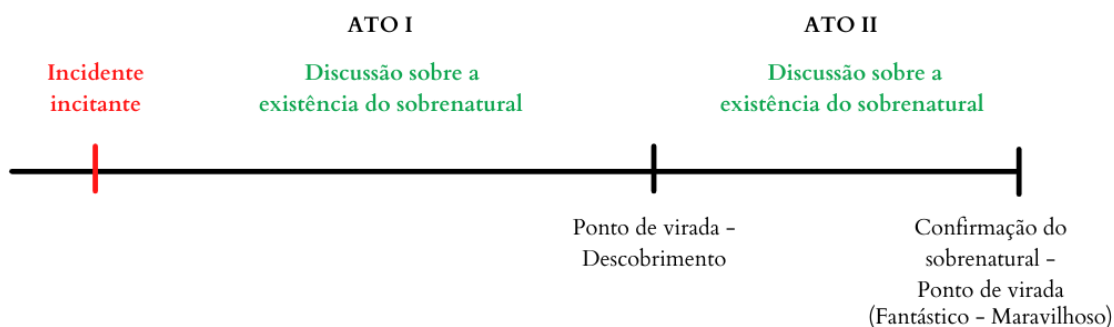 ATO I
ATO II
Incidente
incitante
Discussão sobre a
existência do sobrenatural
Discussão sobre a
existência do sobrenatural
Ponto de virada -
Descobrimento
Confirmação do
sobrenatural -
Ponto de virada
(Fantástico - Maravilhoso)